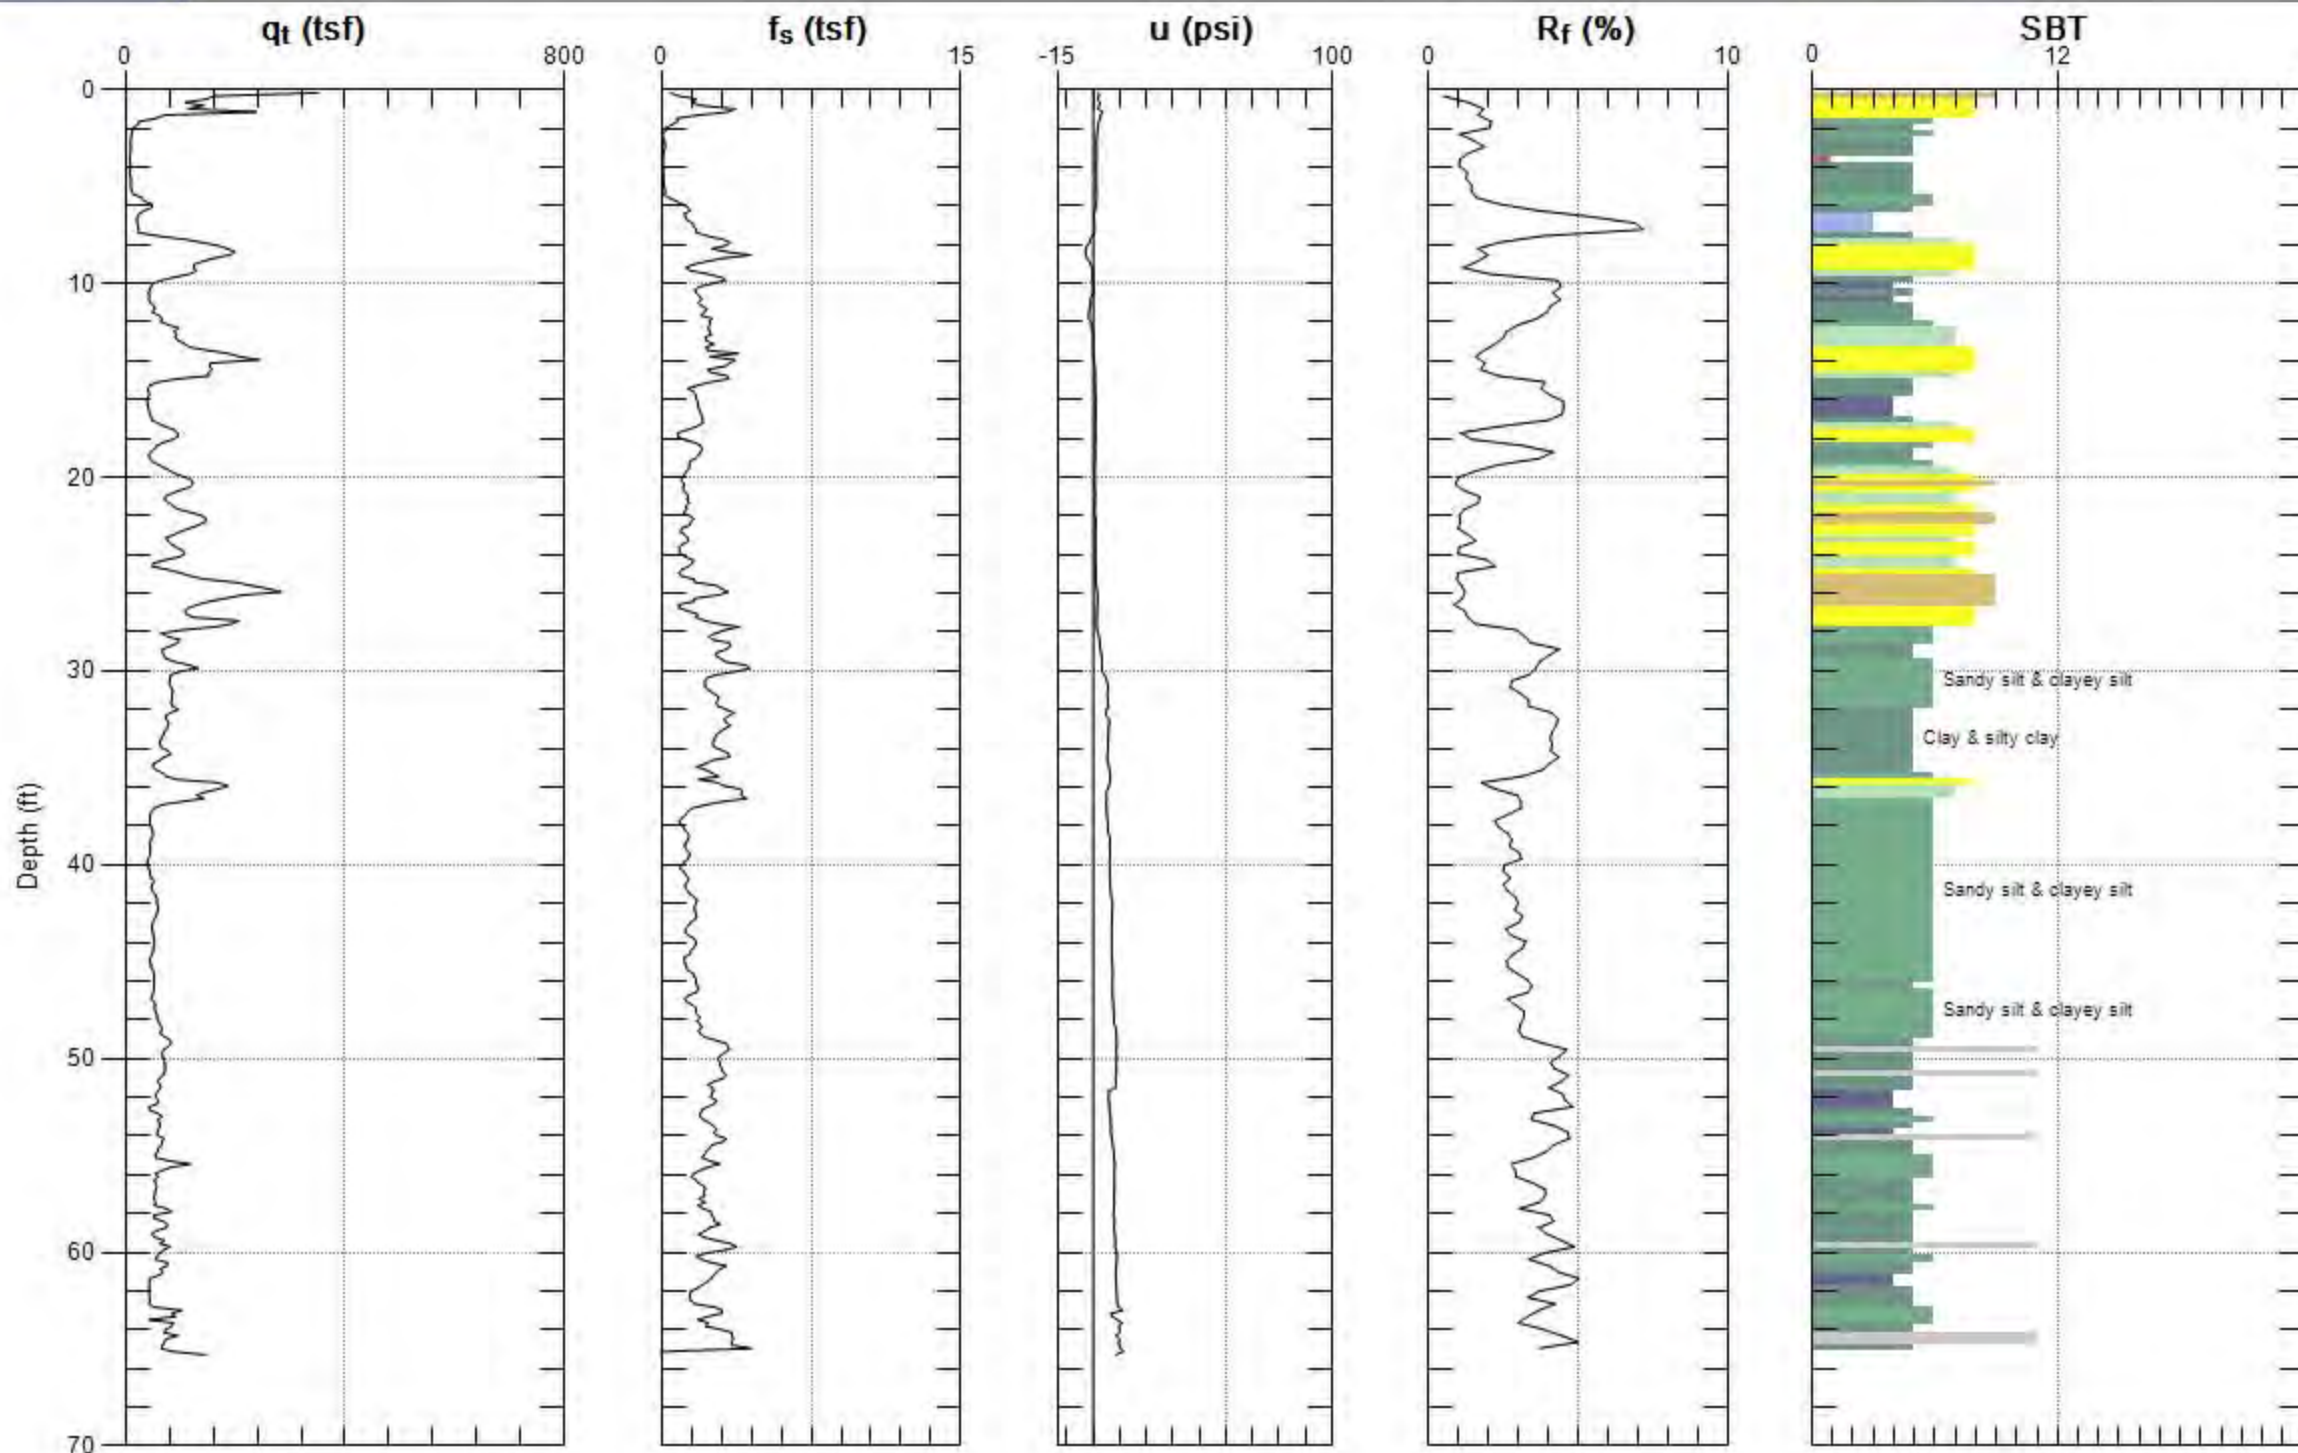 qt (tsf)
fs (tsf)
u (psi)
Rf (%)
SBT
0 800
0 15
-15 100
0 10
0 12
0
10
20
30
40
50
60
70
Depth (ft)
Sandy silt & clayey silt
Clay & silty clay
Sandy silt & clayey silt
Sandy silt & clayey silt